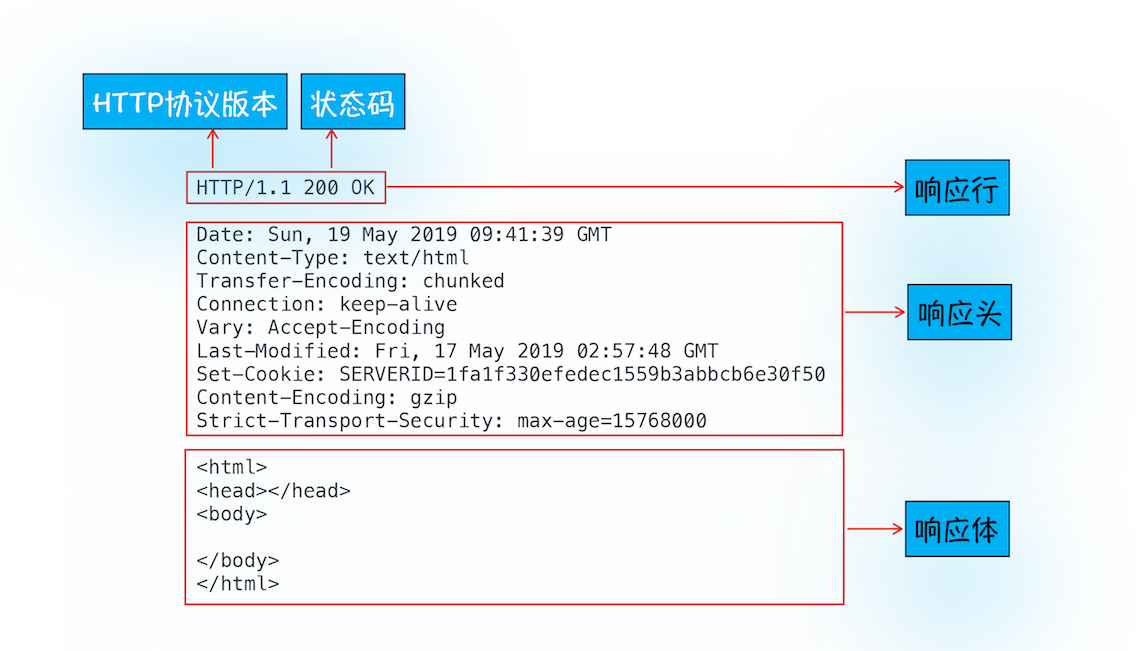 HTTP协议版本
状态码
HTTP/1.1 200 OK
响应行
Date: Sun, 19 May 2019 09:41:39 GMT
Content-Type: text/html
Transfer-Encoding: chunked
Connection: keep-alive
Vary: Accept-Encoding
Last-Modified: Fri, 17 May 2019 02:57:48 GMT
Set-Cookie: SERVERID=1fa1f330efedec1559b3abbcb6e30f50
Content-Encoding: gzip
Strict-Transport-Security: max-age=15768000
响应头
<html>
<head></head>
<body>
</body>
</html>
响应体